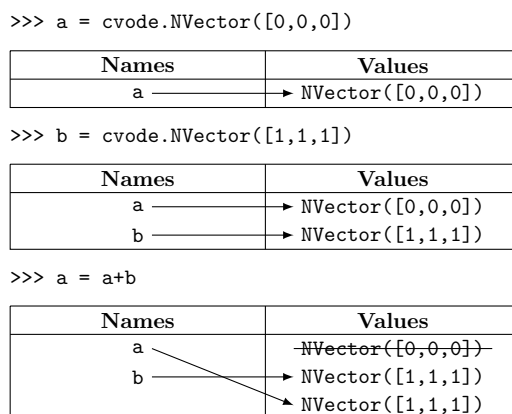 >>> a = cvode.NVector([0,0,0])
Names Values
a NVector([0,0,0])
>>> b = cvode.NVector([1,1,1])
Names Values
a NVector([0,0,0])
b NVector([1,1,1])
>>> a = a+b
Names Values
a NVector([0,0,0])
b NVector([1,1,1])
NVector([1,1,1])